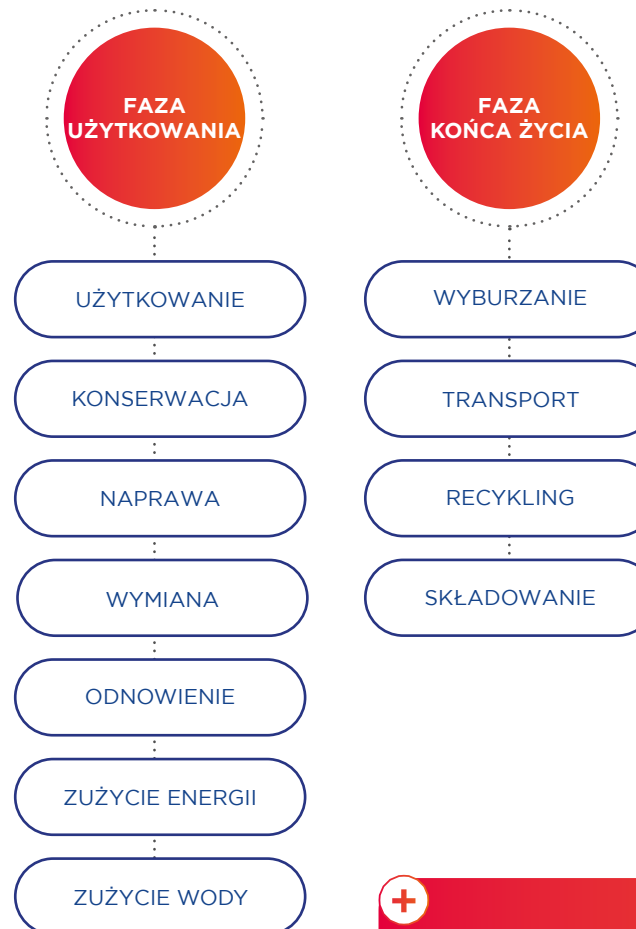 FAZA
UŻYTKOWANIA
UŻYTKOWANIE
KONSERWACJA
NAPRAWA
WYMIANA
ODNOWIENIE
ZUŻYCIE ENERGII
ZUŻYCIE WODY
FAZA
KOŃCA ŻYCIA
WYBURZANIE
TRANSPORT
RECYKLING
SKŁADOWANIE